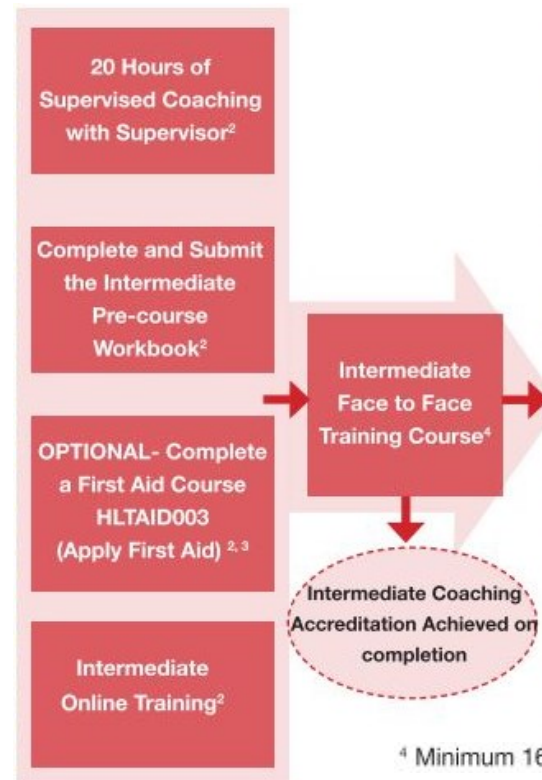 20 Hours of
Supervised Coaching
with Supervisor²
Complete and Submit
the Intermediate
Pre-course
Workbook²
OPTIONAL- Complete
a First Aid Course
HLTAID003
(Apply First Aid) ²,³
Intermediate
Online Training²
Intermediate
Face to Face
Training Course⁴
Intermediate Coaching
Accreditation Achieved on
completion
⁴ Minimum 16